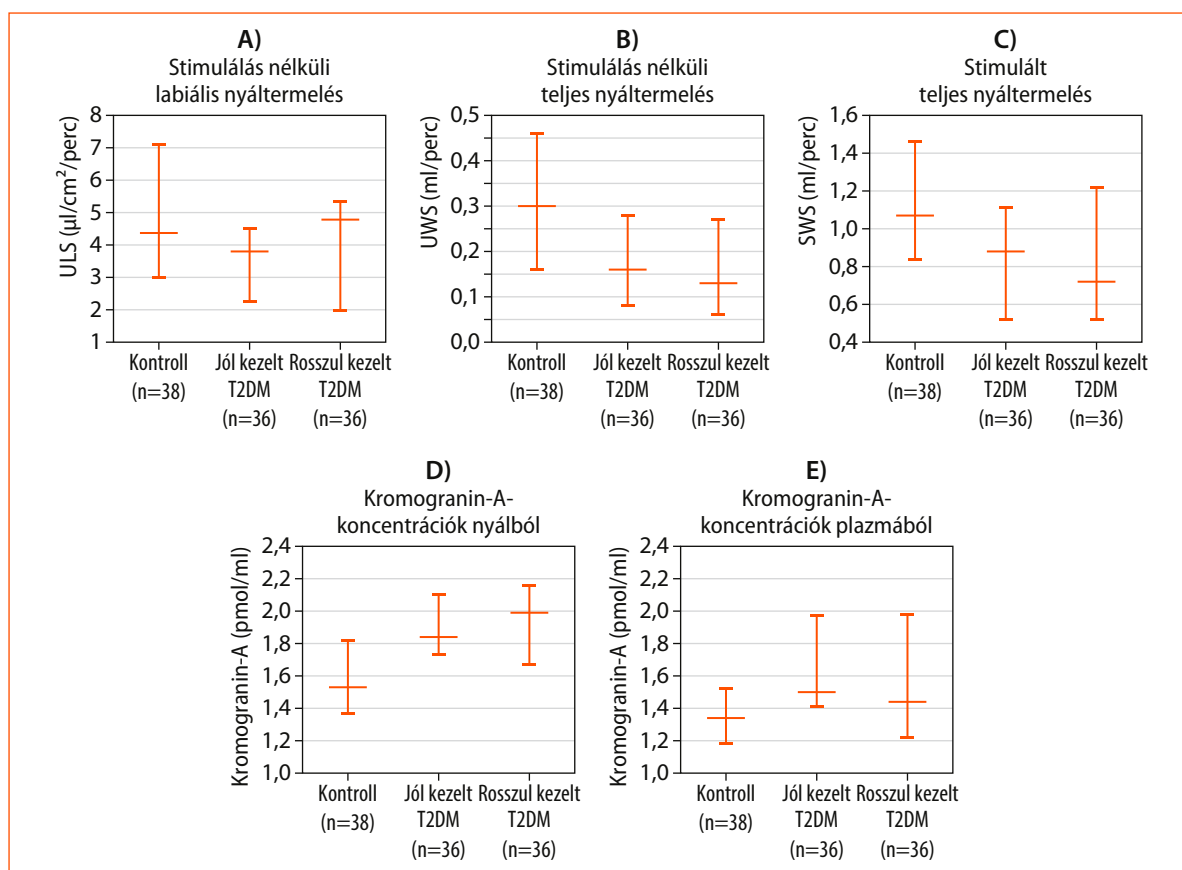 A)
Stimulálás nélküli
labiális nyáltermelés
ULS (µl/cm²/perc)
8
7
6
5
4
3
2
1
Kontroll
(n=38)
Jól kezelt
T2DM
(n=36)
Rosszul kezelt
T2DM
(n=36)
B)
Stimulálás nélküli
teljes nyáltermelés
UWS (ml/perc)
0,5
0,4
0,3
0,2
0,1
0,0
Kontroll
(n=38)
Jól kezelt
T2DM
(n=36)
Rosszul kezelt
T2DM
(n=36)
C)
Stimulált
teljes nyáltermelés
SWS (ml/perc)
1,6
1,4
1,2
1,0
0,8
0,6
0,4
Kontroll
(n=38)
Jól kezelt
T2DM
(n=36)
Rosszul kezelt
T2DM
(n=36)
D)
Kromogranin-A-
koncentrációk nyálból
Kromogranin-A (pmol/ml)
2,4
2,2
2,0
1,8
1,6
1,4
1,2
1,0
Kontroll
(n=38)
Jól kezelt
T2DM
(n=36)
Rosszul kezelt
T2DM
(n=36)
E)
Kromogranin-A-
koncentrációk plazmából
Kromogranin-A (pmol/ml)
2,4
2,2
2,0
1,8
1,6
1,4
1,2
1,0
Kontroll
(n=38)
Jól kezelt
T2DM
(n=36)
Rosszul kezelt
T2DM
(n=36)